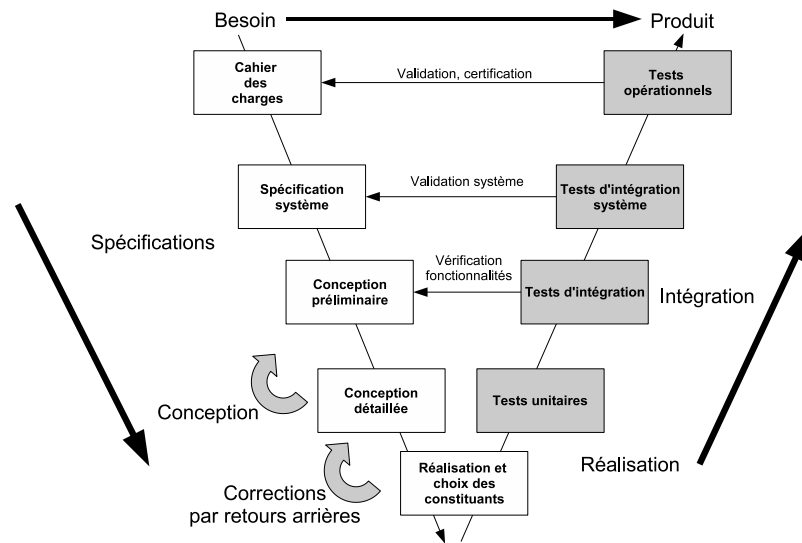 Besoin
Produit
Cahier
des
charges
Validation, certification
Tests
opérationnels
Spécification
système
Validation système
Tests d'intégration
système
Spécifications
Vérification
fonctionnalités
Conception
préliminaire
Tests d'intégration
Intégration
Conception
Conception
détaillée
Tests unitaires
Réalisation et
choix des
constituants
Réalisation
Corrections
par retours arrières